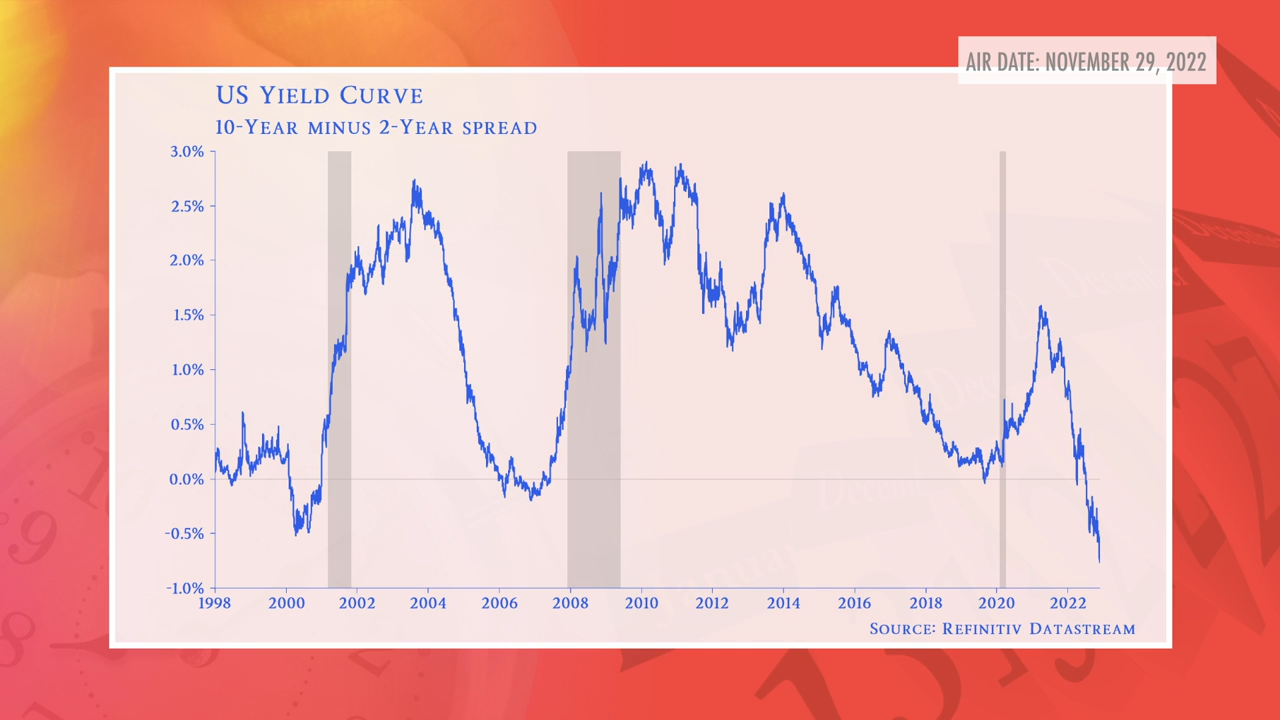 AIR DATE: NOVEMBER 29, 2022
US YIELD CURVE
10-YEAR MINUS 2-YEAR SPREAD
3.0%
2.5%
2.0%
1.5%
1.0%
0.5%
0.0%
-0.5%
-1.0%
1998 2000 2002 2004 2006 2008 2010 2012 2014 2016 2018 2020 2022
SOURCE: REFINITIV DATASTREAM